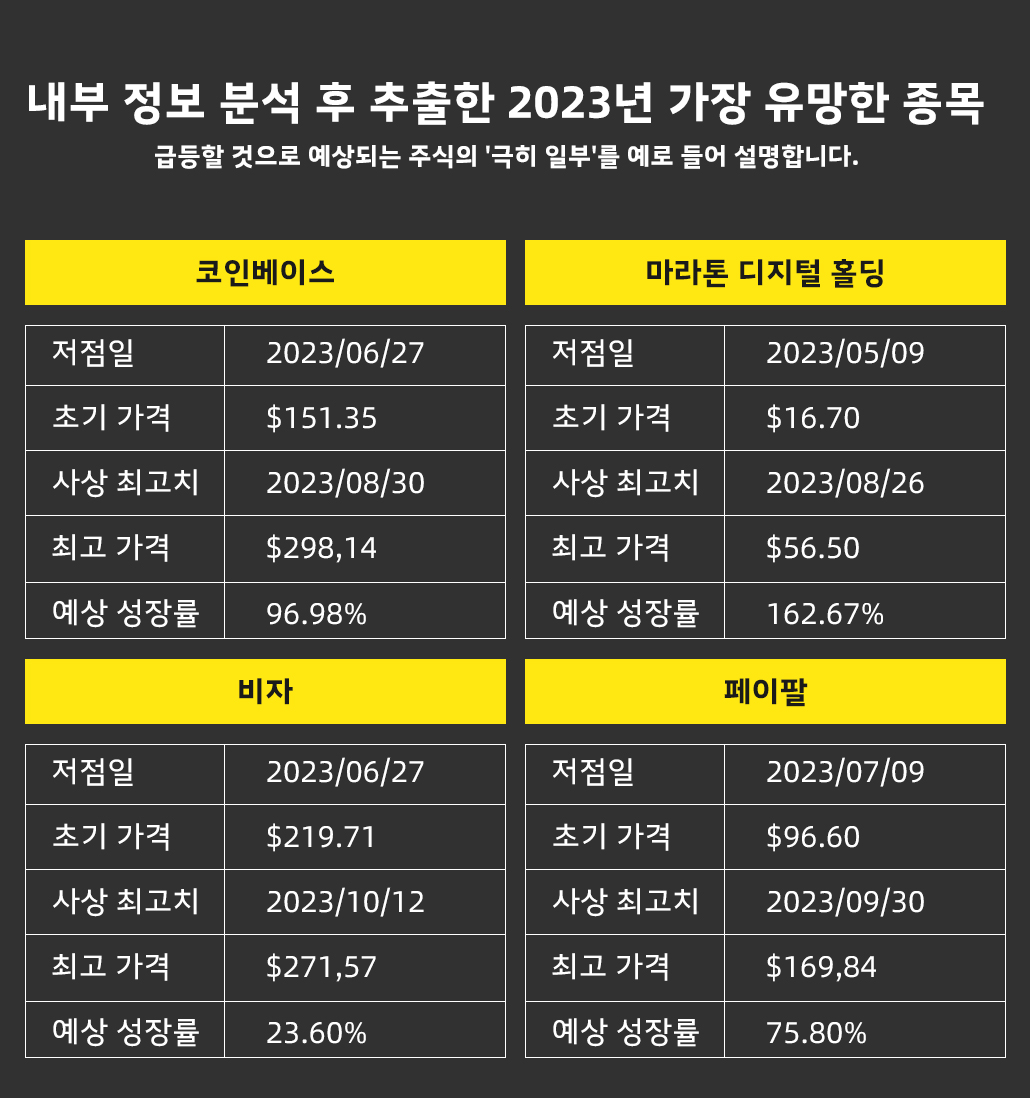 내부 정보 분석 후 추출한 2023년 가장 유망한 종목
급등할 것으로 예상되는 주식의 '극히 일부'를 예로 들어 설명합니다.
코인베이스
저점일 2023/06/27
초기 가격 $151.35
사상 최고치 2023/08/30
최고 가격 $298,14
예상 성장률 96.98%
마라톤 디지털 홀딩
저점일 2023/05/09
초기 가격 $16.70
사상 최고치 2023/08/26
최고 가격 $56.50
예상 성장률 162.67%
비자
저점일 2023/06/27
초기 가격 $219.71
사상 최고치 2023/10/12
최고 가격 $271,57
예상 성장률 23.60%
페이팔
저점일 2023/07/09
초기 가격 $96.60
사상 최고치 2023/09/30
최고 가격 $169,84
예상 성장률 75.80%